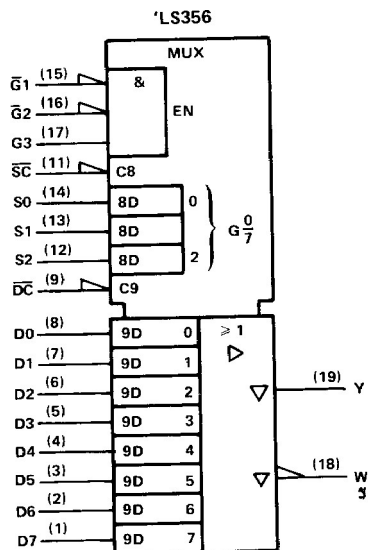 'LS356
MUX
G̅1 (15) &
G̅2 (16) EN
G3 (17)
S̅C̅ (11) C8
S0 (14) 8D 0
S1 (13) 8D G 0/7
S2 (12) 8D 2
D̅C̅ (9) C9
D0 (8) 9D 0 ≥1
D1 (7) 9D 1
D2 (6) 9D 2 (19) Y
D3 (5) 9D 3
D4 (4) 9D 4
D5 (3) 9D 5 (18) W
D6 (2) 9D 6
D7 (1) 9D 7